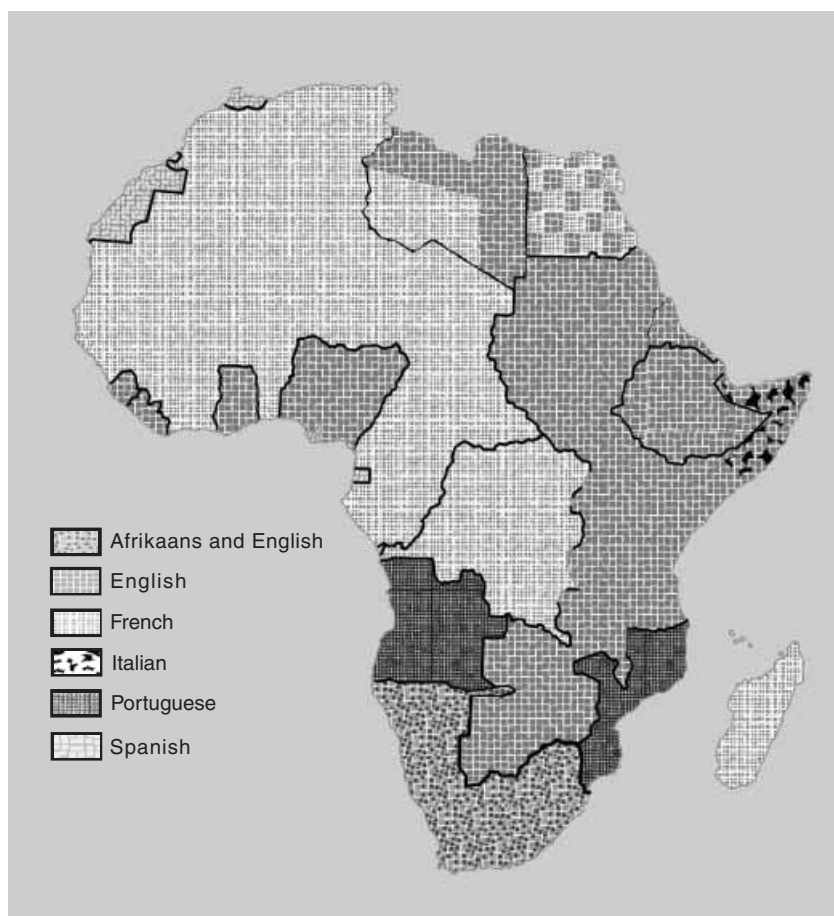 Afrikaans and English
English
French
Italian
Portuguese
Spanish